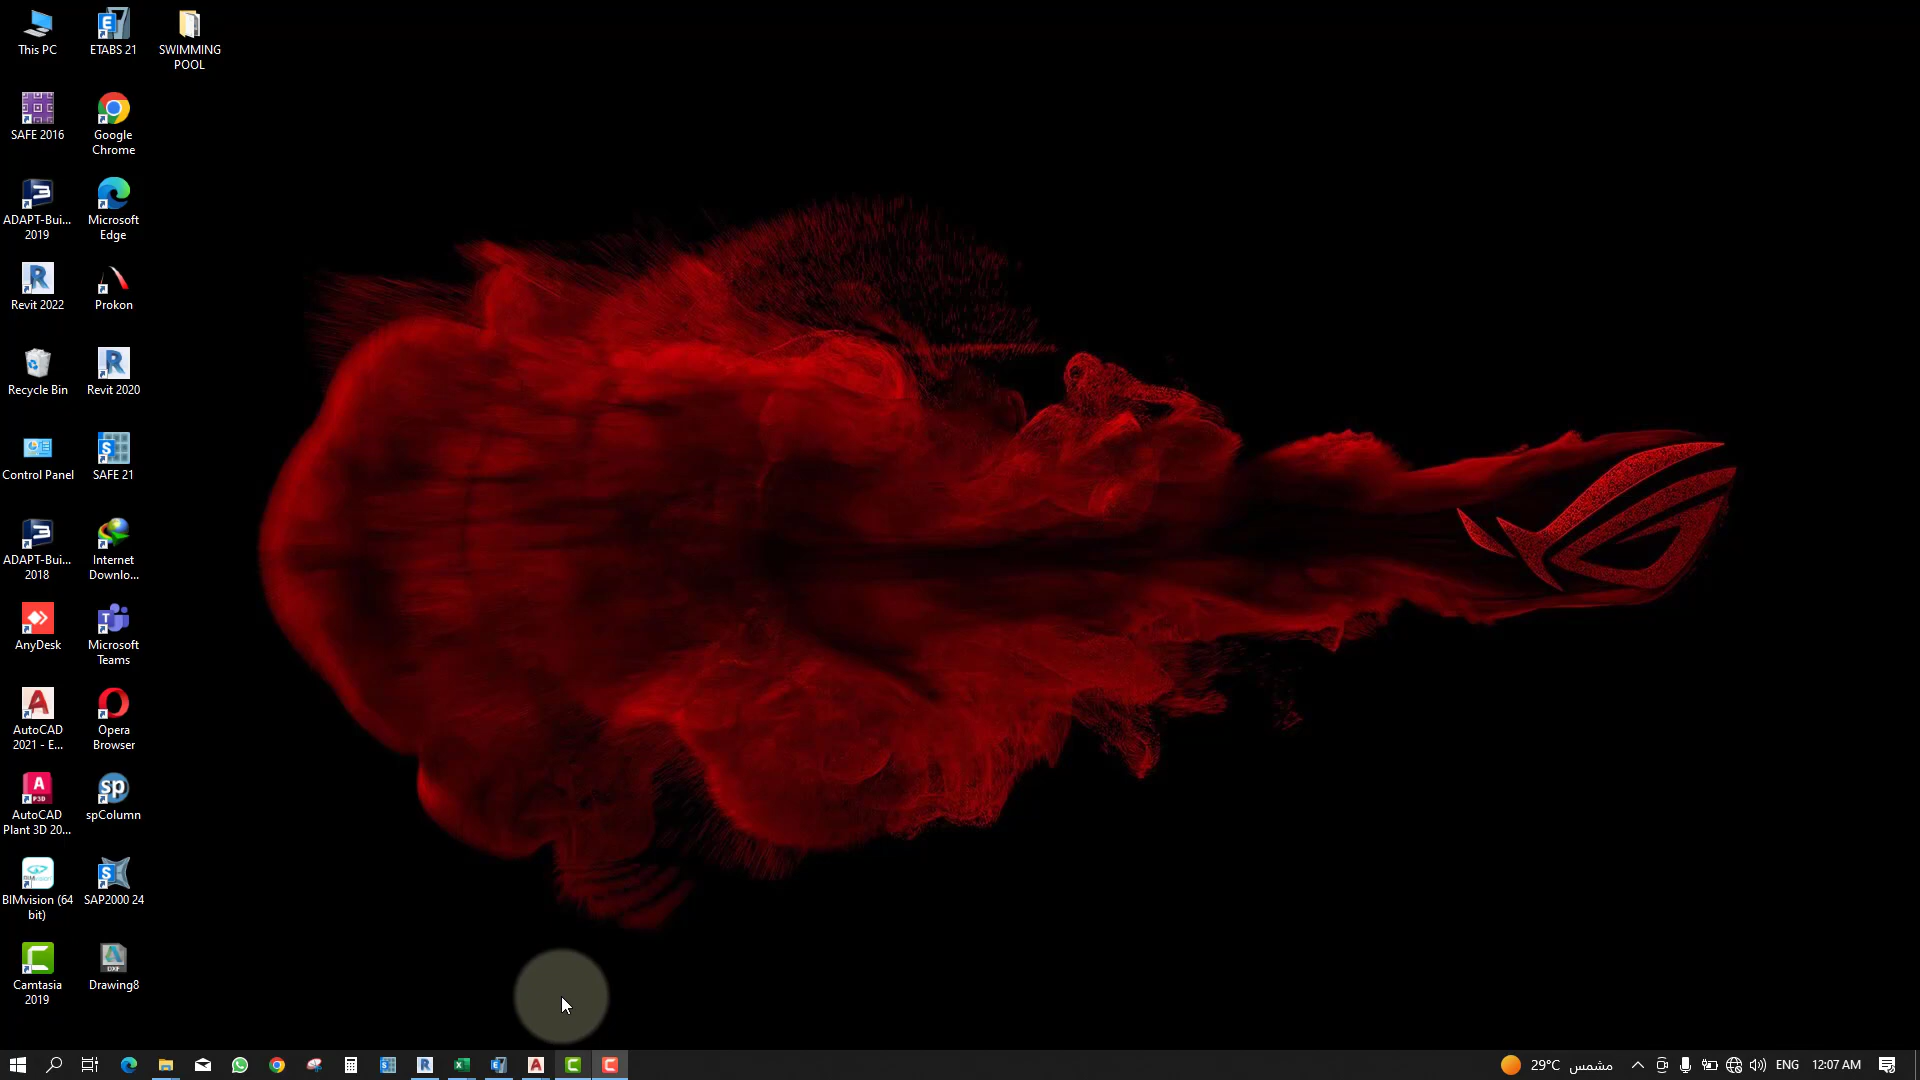 This PC
ETABS 21
SWIMMING
POOL
SAFE 2016
Google
Chrome
ADAPT-Bui...
2019
Microsoft
Edge
Revit 2022
Prokon
Recycle Bin
Revit 2020
Control Panel
SAFE 21
ADAPT-Bui...
2018
Internet
Downlo...
AnyDesk
Microsoft
Teams
AutoCAD
2021 - E...
Opera
Browser
AutoCAD
Plant 3D 20...
spColumn
BIMvision (64
bit)
SAP2000 24
Camtasia
2019
Drawing8
29°C مشمس
ENG
12:07 AM